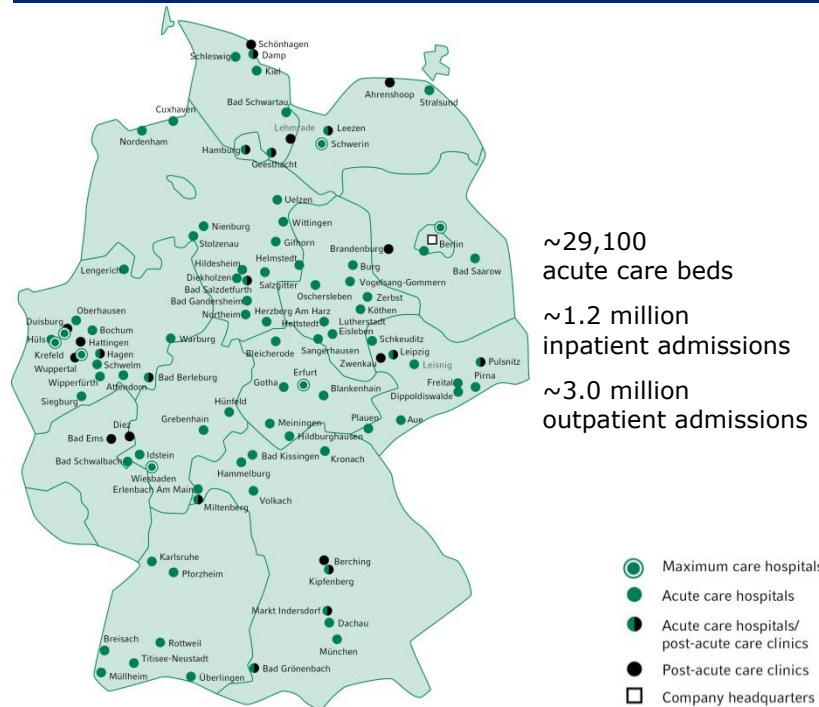 Schönhagen
Damp
Schleswig
Kiel
Ahrenshoop
Stralsund
Bad Schwartau
Cuxhaven
Lehmrade
Leezen
Nordenham
Schwerin
Hamburg
Geesthacht
Uelzen
Nienburg
Wittingen
Stolzenau
Gifhorn
Brandenburg
Berlin
Hildesheim
Helmstedt
Burg
Bad Saarow
Lengerich
Diekholzen
Salzgitter
Vogelsang-Gommern
Bad Salzdetfurth
Oschersleben
Zerbst
Bad Gandersheim
Köthen
Oberhausen
Northeim
Herzberg Am Harz
Lutherstadt
Eisleben
Duisburg
Bochum
Hettstedt
Schkeuditz
Hüls
Hattingen
Warburg
Bleicherode
Sangerhausen
Leipzig
Krefeld
Hagen
Zwenkau
Leisnig
Pulsnitz
Wuppertal
Schwelm
Erfurt
Pirna
Wipperfürth
Attendorn
Bad Berleburg
Gotha
Blankenhain
Freital
Dippoldiswalde
Siegburg
Hünfeld
Plauen
Aue
Diez
Grebenhain
Meiningen
Hildburghausen
Bad Ems
Idstein
Bad Kissingen
Kronach
Bad Schwalbach
Hammelburg
Wiesbaden
Erlenbach Am Main
Volkach
Miltenberg
Karlsruhe
Berching
Pforzheim
Kipfenberg
Markt Indersdorf
Dachau
Breisach
Rottweil
München
Titisee-Neustadt
Bad Grönenbach
Müllheim
Überlingen
~29,100
acute care beds
~1.2 million
inpatient admissions
~3.0 million
outpatient admissions
Maximum care hospitals
Acute care hospitals
Acute care hospitals/
post-acute care clinics
Post-acute care clinics
Company headquarters